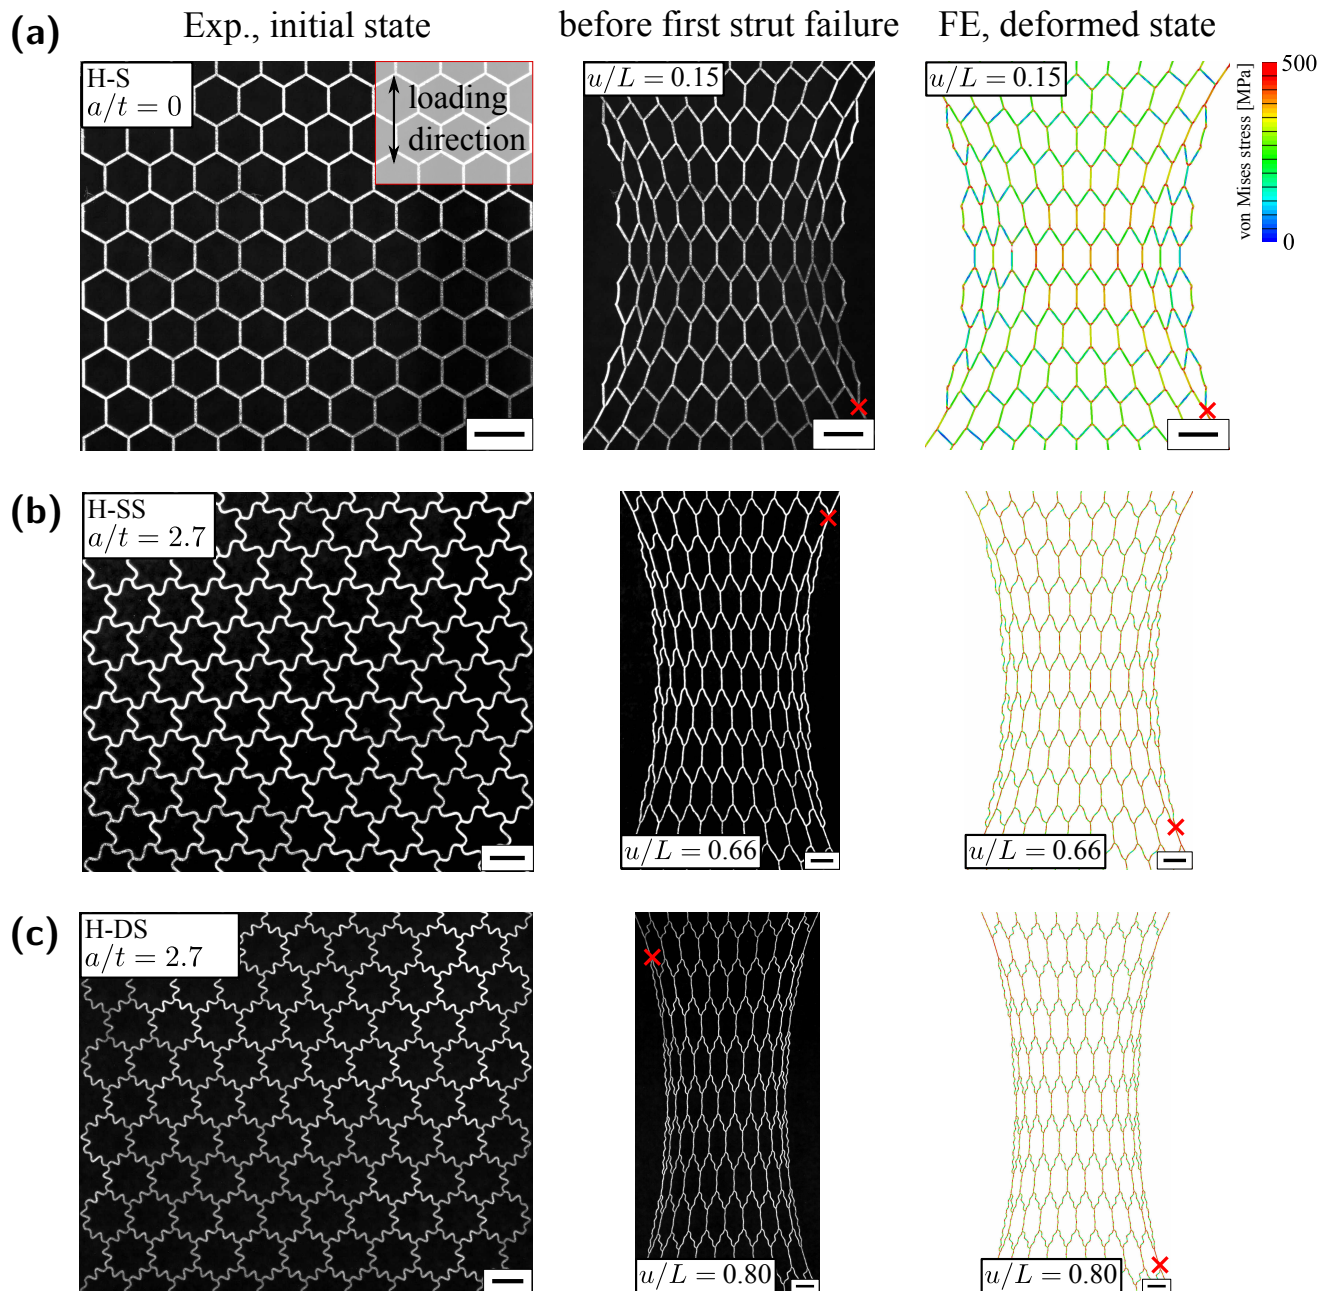 Exp., initial state
before first strut failure
FE, deformed state
(a)
H-S
a/t = 0
loading
direction
u/L = 0.15
u/L = 0.15
500
von Mises stress [MPa]
0
(b)
H-SS
a/t = 2.7
u/L = 0.66
u/L = 0.66
(c)
H-DS
a/t = 2.7
u/L = 0.80
u/L = 0.80